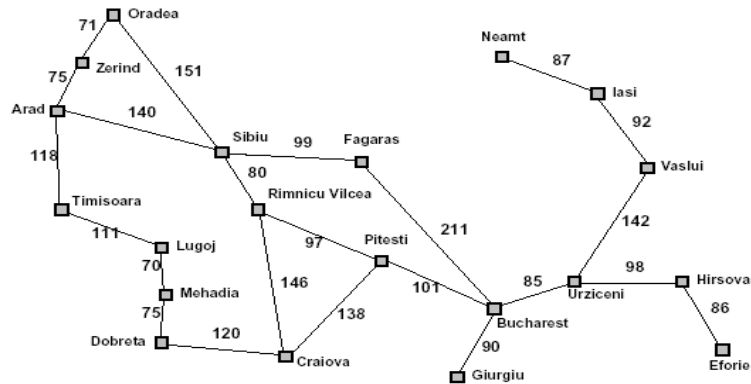 Oradea
71
Neamt
87
Zerind
75
151
Iasi
Arad
140
92
Sibiu
99
Fagaras
118
80
Vaslui
Timisoara
Rimnicu Vilcea
142
111
Lugoj
97
Pitesti
211
70
98
Hirsova
146
101
85
Urziceni
Mehadia
75
138
Bucharest
86
120
Dobreta
90
Craiova
Giurgiu
Eforie